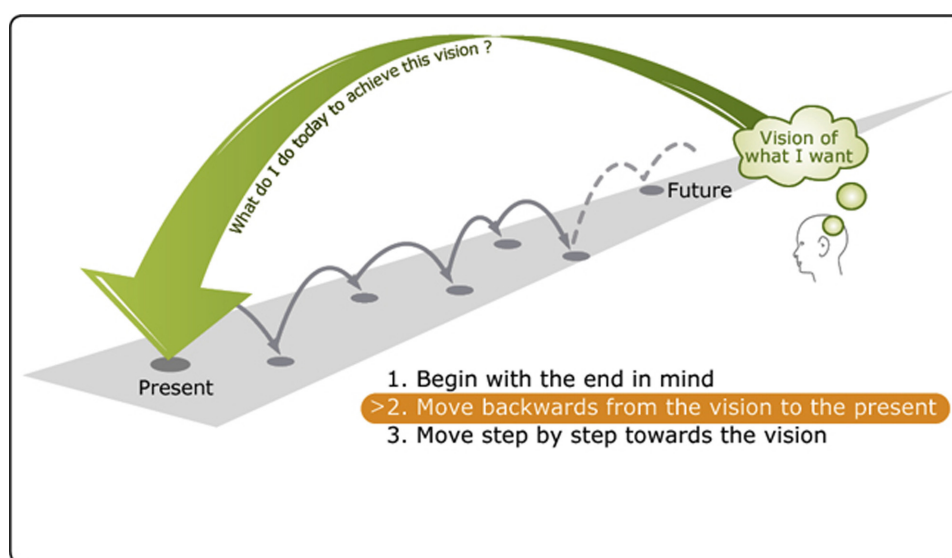 What do I do today to achieve this vision ?
Vision of
what I want
Future
Present
1. Begin with the end in mind
>2. Move backwards from the vision to the present
3. Move step by step towards the vision